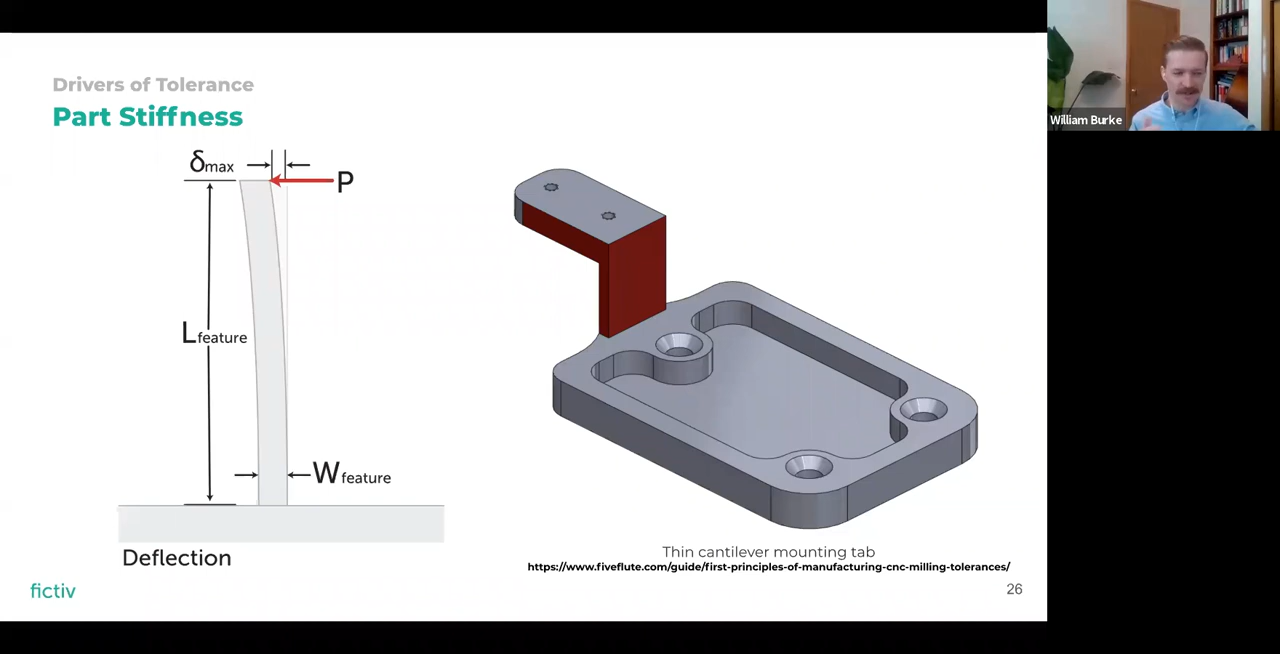 Drivers of Tolerance
Part Stiffness
δmax
P
Lfeature
Wfeature
Deflection
Thin cantilever mounting tab
https://www.fiveflute.com/guide/first-principles-of-manufacturing-cnc-milling-tolerances/
fictiv
26
William Burke